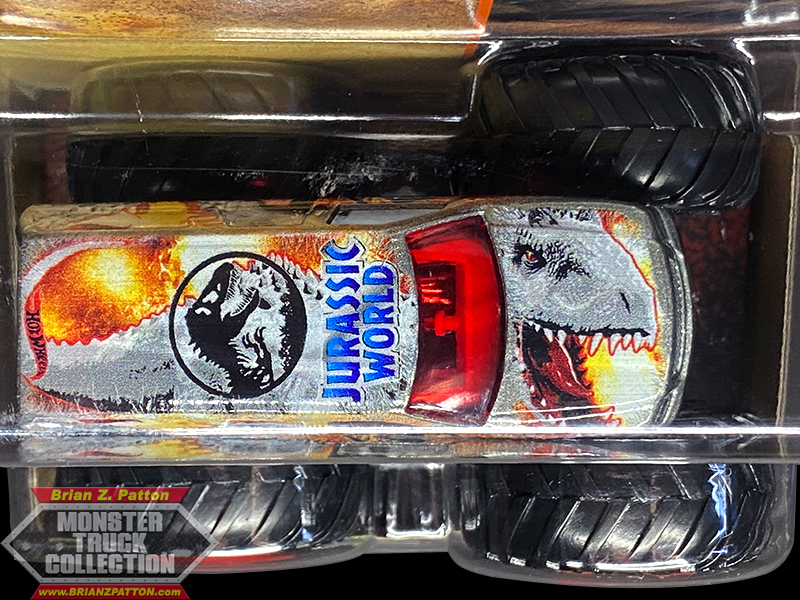 HOT WHEELS
JURASSIC
WORLD
Brian Z. Patton
MONSTER
TRUCK
COLLECTION
www.BRIANZPATTON.com